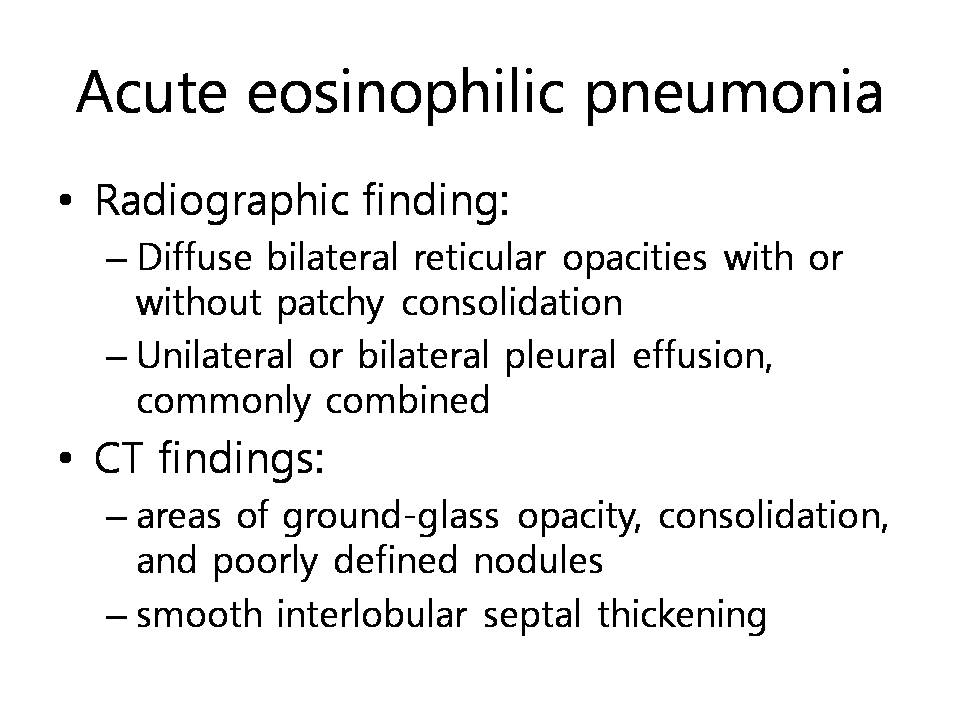 Acute eosinophilic pneumonia
• Radiographic finding:
– Diffuse bilateral reticular opacities with or
without patchy consolidation
– Unilateral or bilateral pleural effusion,
commonly combined
• CT findings:
– areas of ground-glass opacity, consolidation,
and poorly defined nodules
– smooth interlobular septal thickening